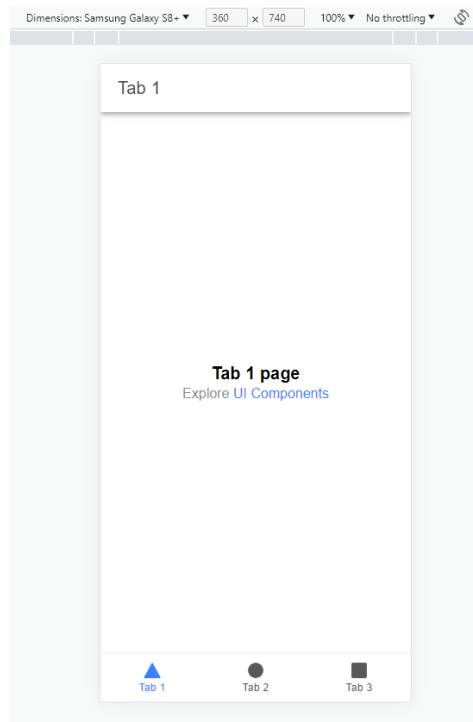 Dimensions: Samsung Galaxy S8+ 360 x 740 100% No throttling
Tab 1
Tab 1 page
Explore UI Components
Tab 1 Tab 2 Tab 3